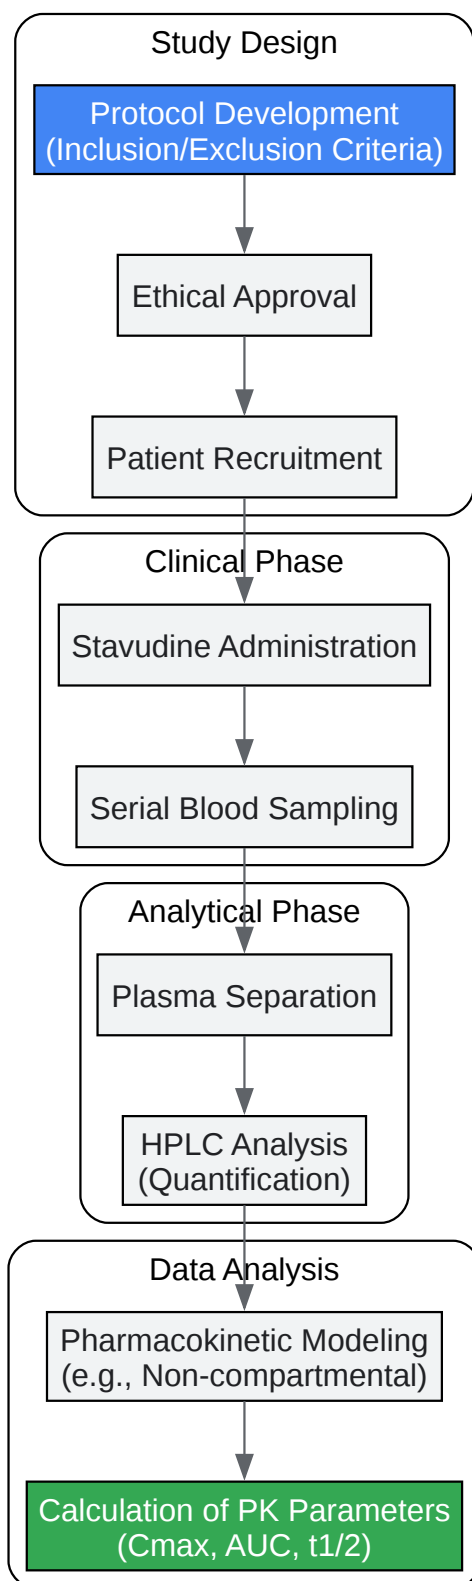 Study Design
Protocol Development
(Inclusion/Exclusion Criteria)
Ethical Approval
Patient Recruitment
Clinical Phase
Stavudine Administration
Serial Blood Sampling
Analytical Phase
Plasma Separation
HPLC Analysis
(Quantification)
Data Analysis
Pharmacokinetic Modeling
(e.g., Non-compartmental)
Calculation of PK Parameters
(Cmax, AUC, t1/2)